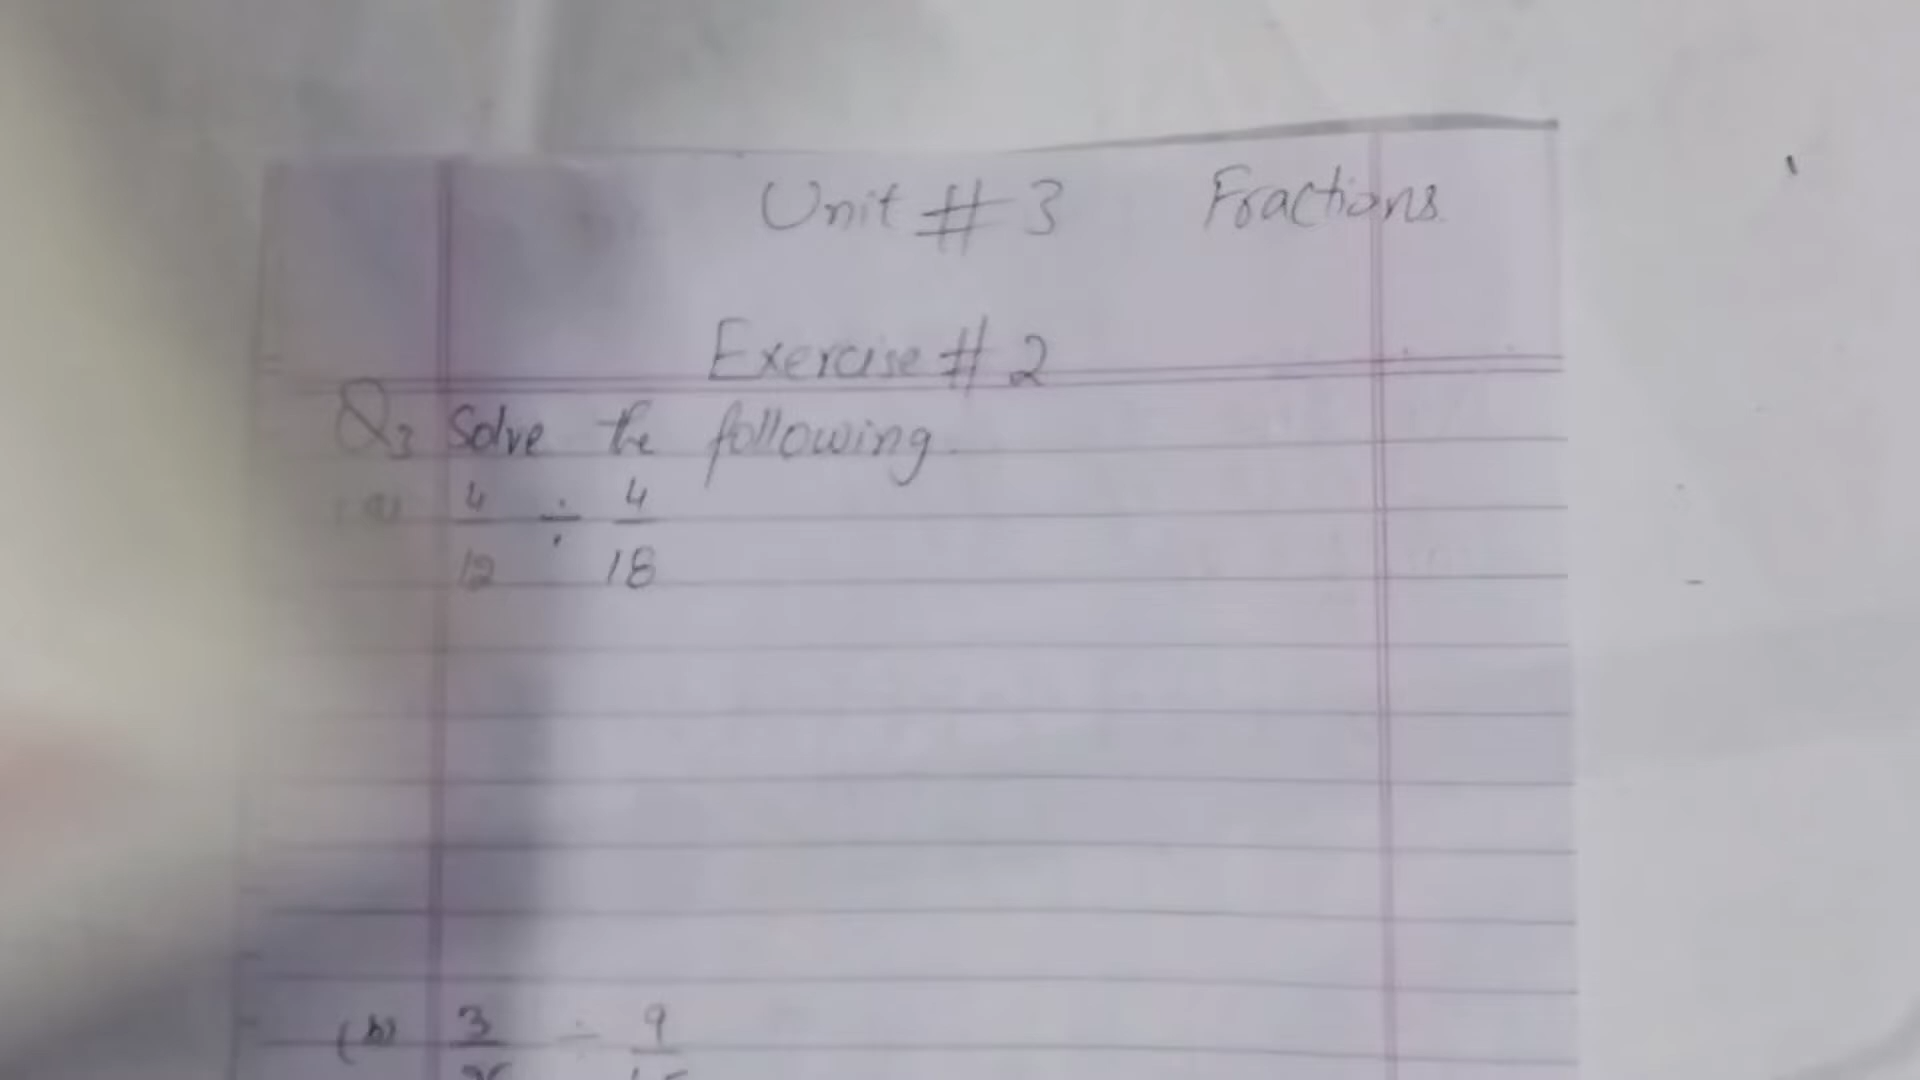 Unit # 3 Fractions
Exercise # 2
Q3 Solve the following.
(a) 4/12 ÷ 4/18
(b) 3 ÷ 9